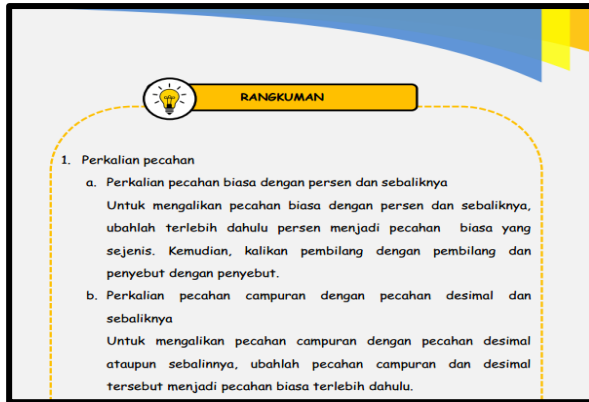 RANGKUMAN
1. Perkalian pecahan
a. Perkalian pecahan biasa dengan persen dan sebaliknya
Untuk mengalikan pecahan biasa dengan persen dan sebaliknya,
ubahlah terlebih dahulu persen menjadi pecahan biasa yang
sejenis. Kemudian, kalikan pembilang dengan pembilang dan
penyebut dengan penyebut.
b. Perkalian pecahan campuran dengan pecahan desimal dan
sebaliknya
Untuk mengalikan pecahan campuran dengan pecahan desimal
ataupun sebalinnya, ubahlah pecahan campuran dan desimal
tersebut menjadi pecahan biasa terlebih dahulu.